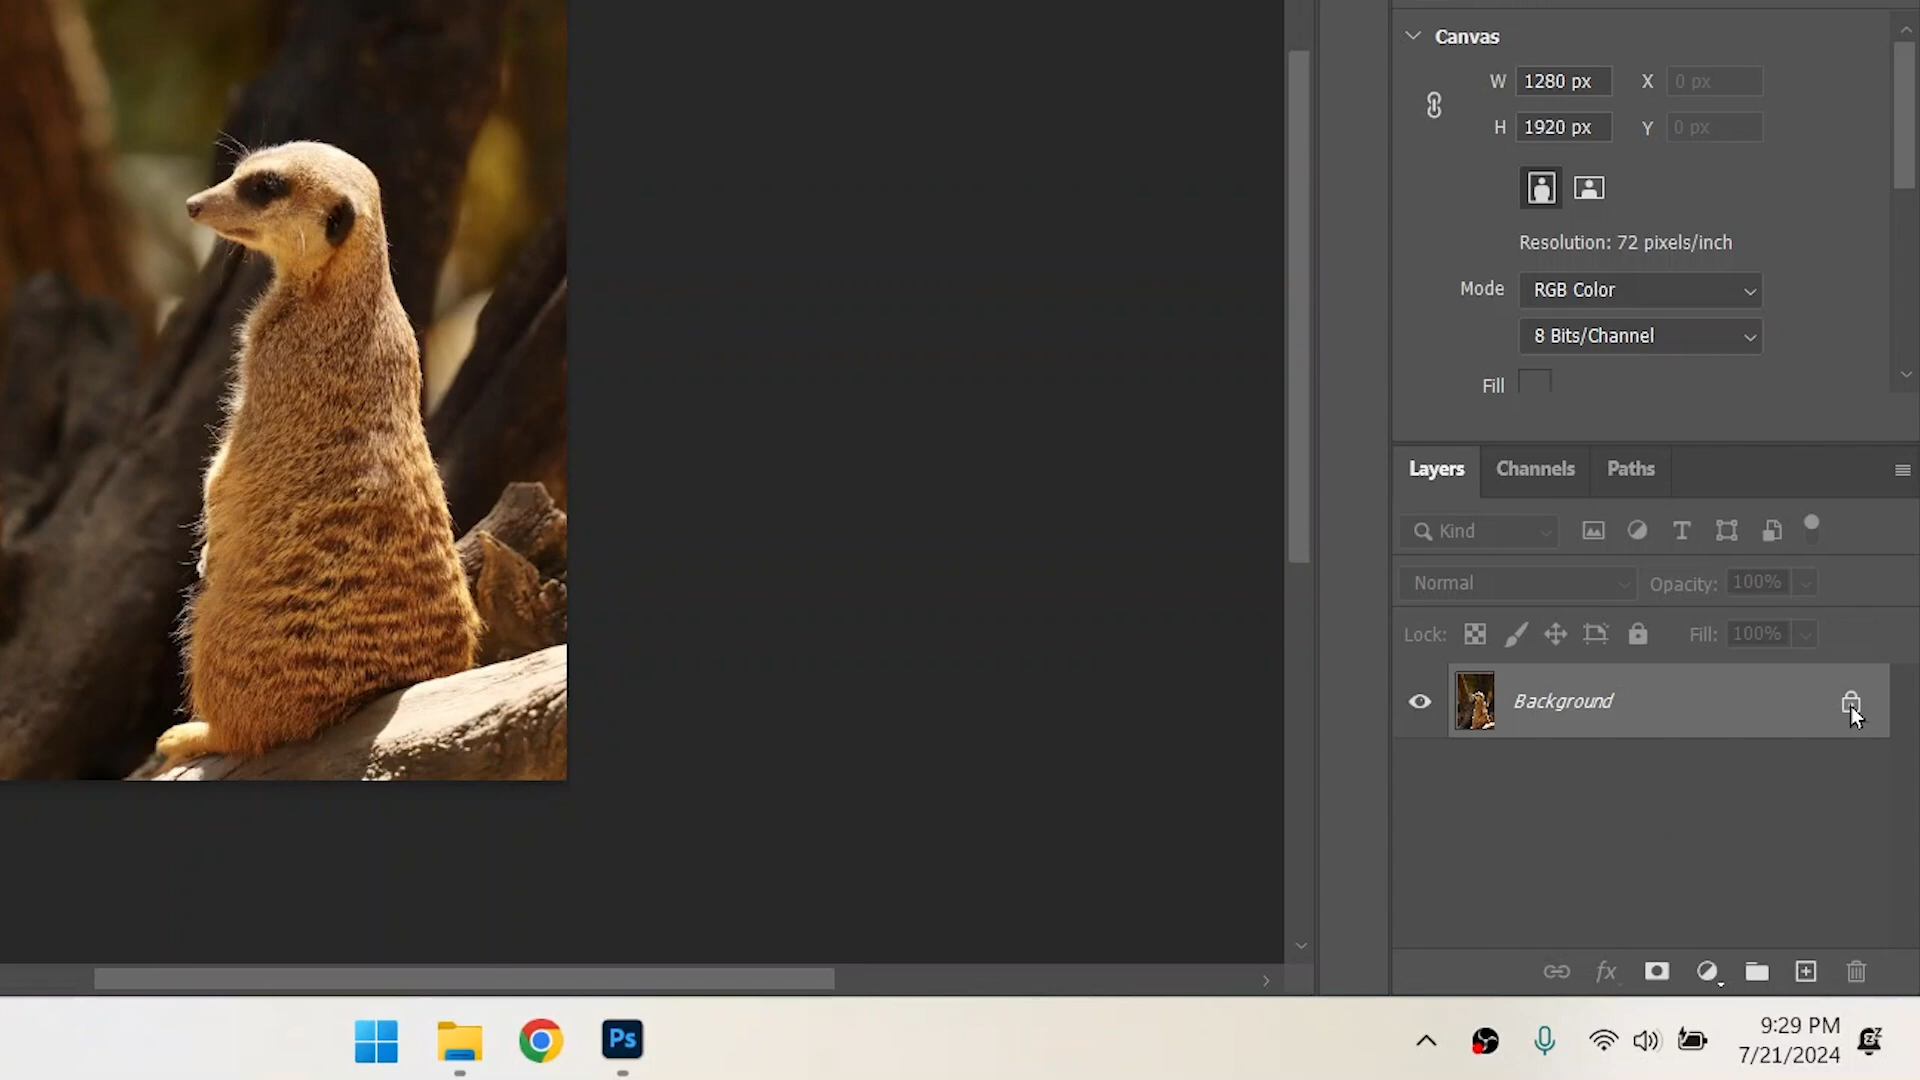 Canvas
W 1280 px X 0 px
H 1920 px Y 0 px
Resolution: 72 pixels/inch
Mode RGB Color
8 Bits/Channel
Fill
Layers Channels Paths
Kind
Normal Opacity: 100%
Lock: Fill: 100%
Background
fx
Ps
9:29 PM
7/21/2024